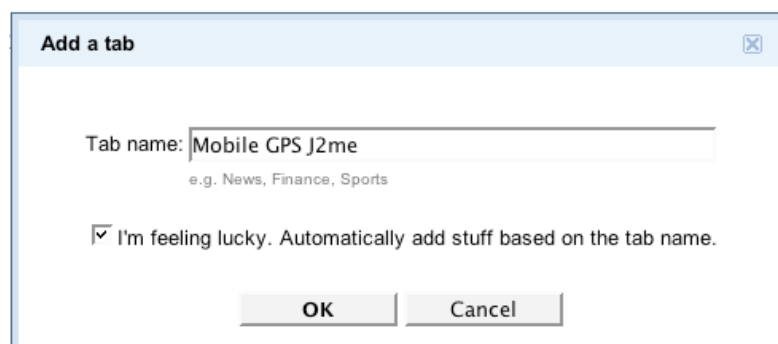 Add a tab
Tab name: Mobile GPS J2me
e.g. News, Finance, Sports
I'm feeling lucky. Automatically add stuff based on the tab name.
OK Cancel